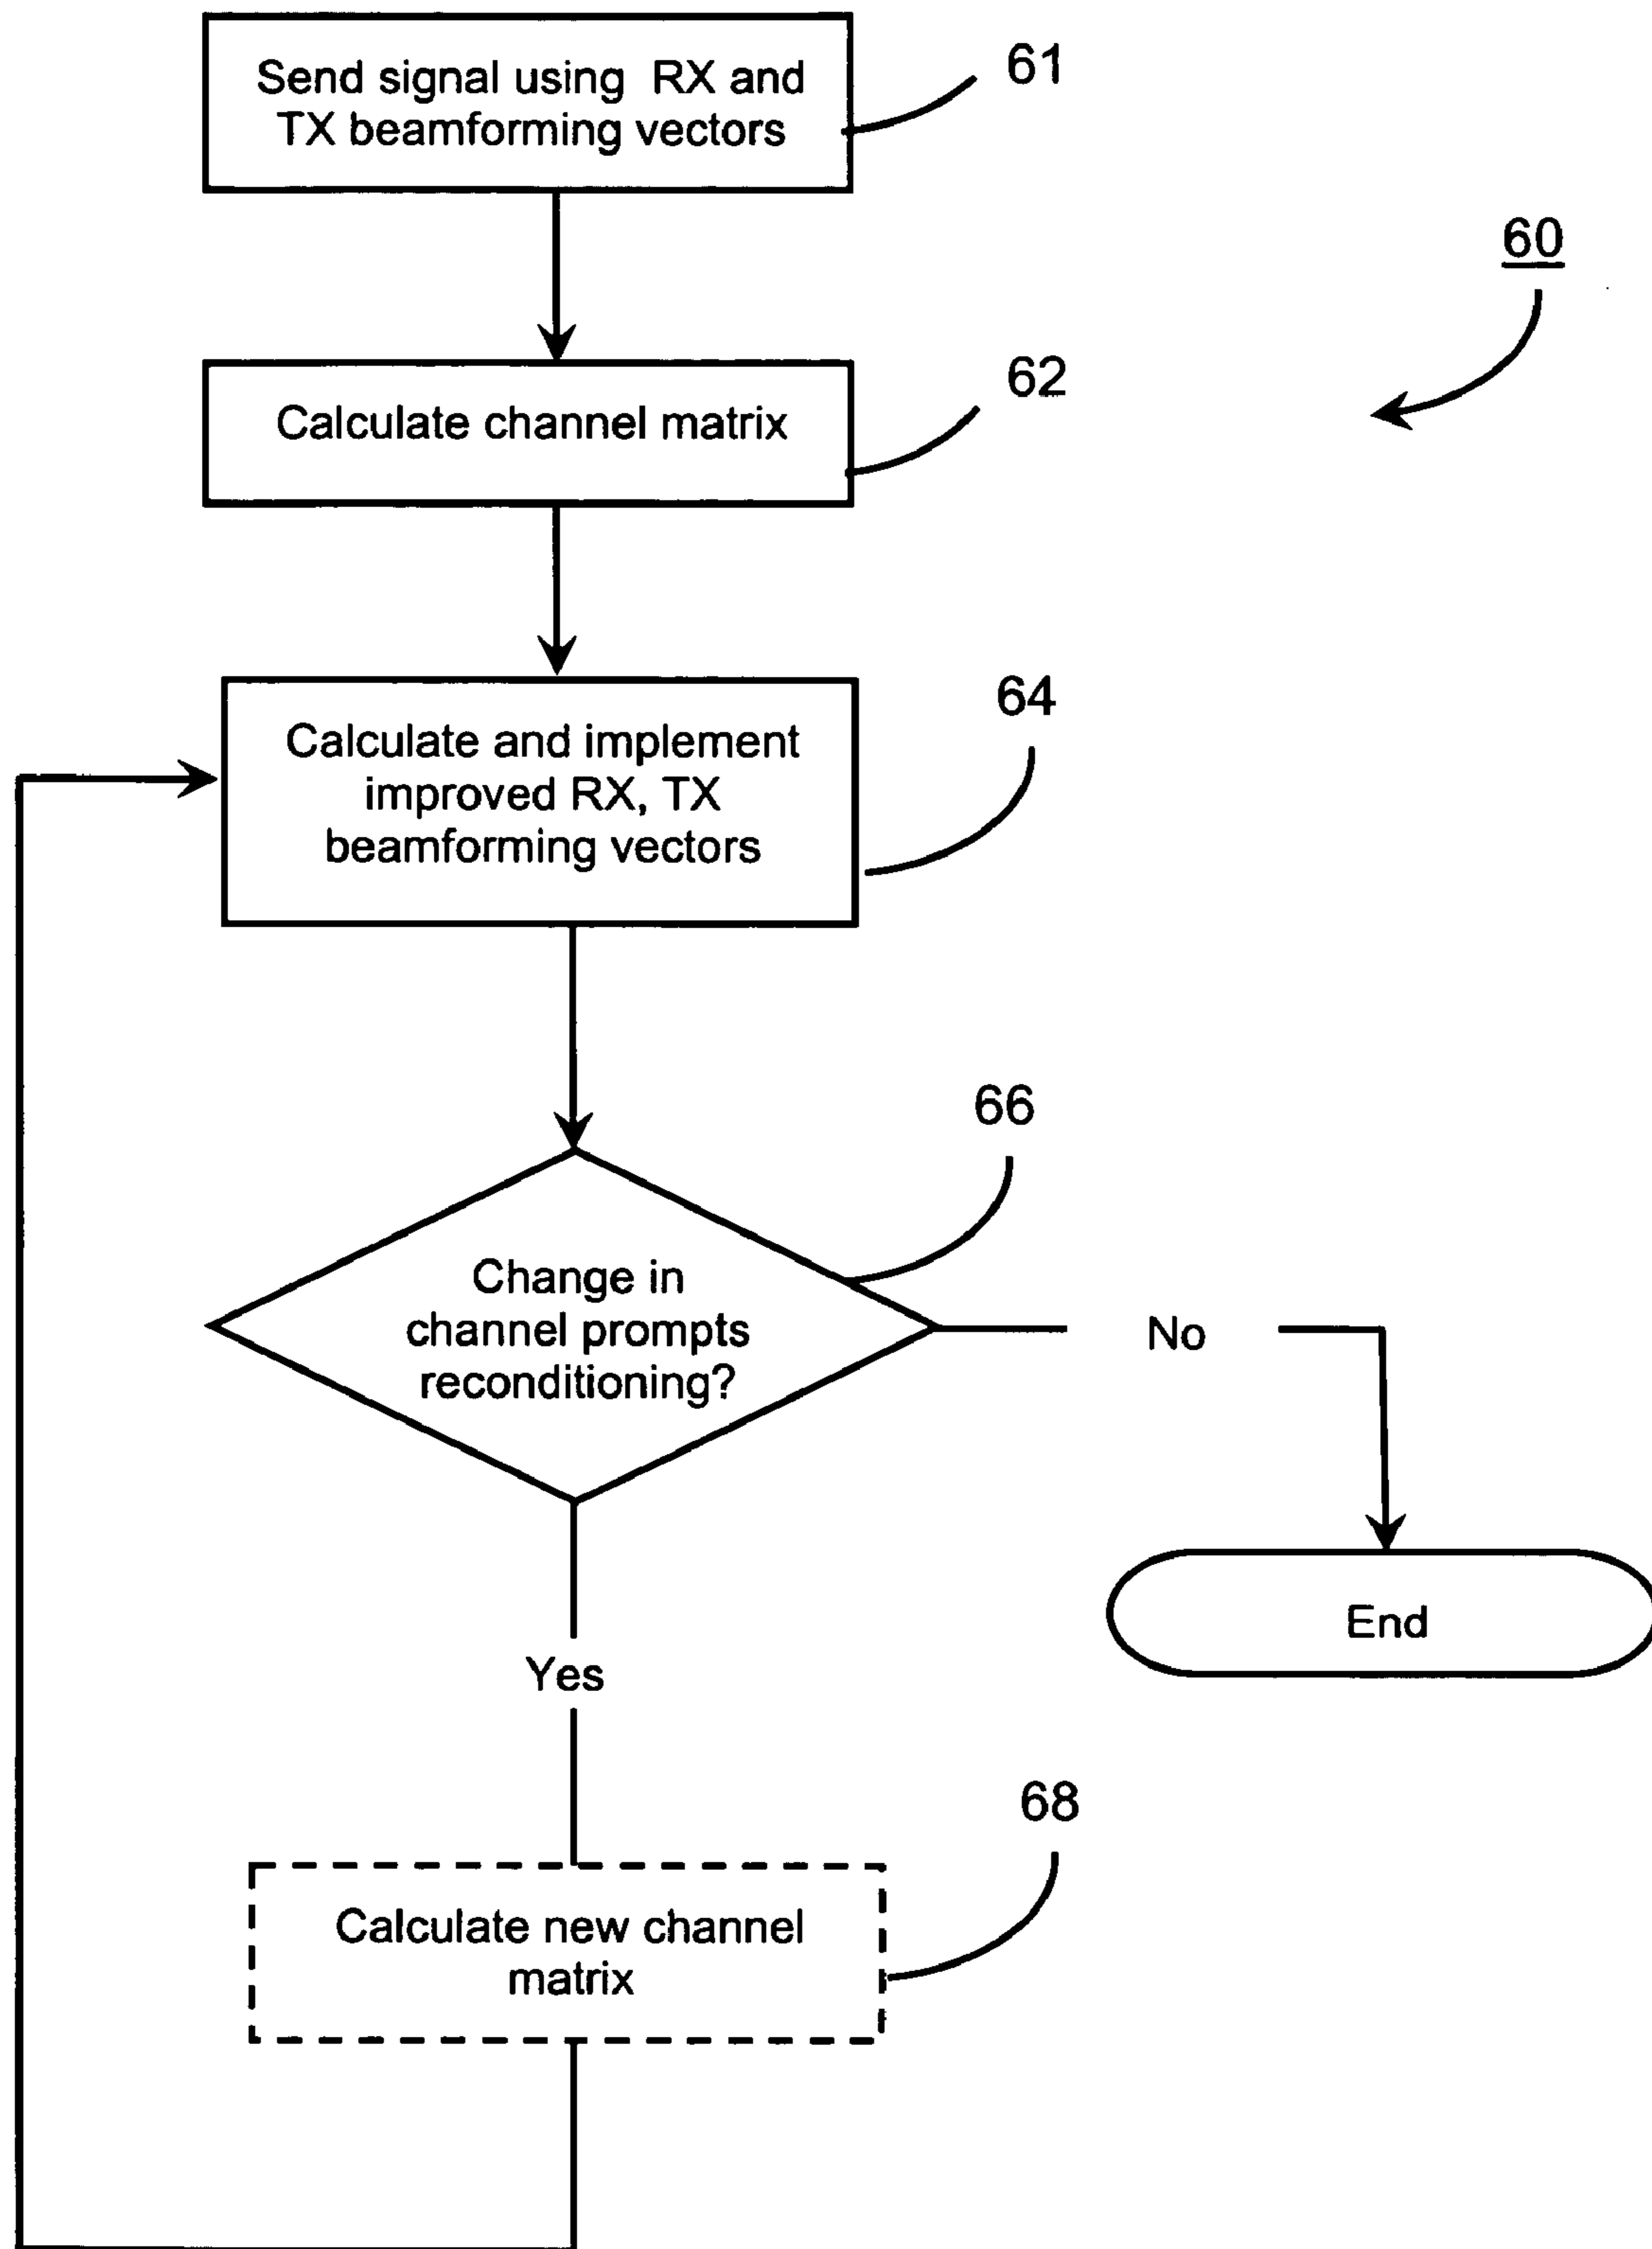 Send signal using RX and
TX beamforming vectors
61
60
Calculate channel matrix
62
Calculate and implement
improved RX, TX
beamforming vectors
64
Change in
channel prompts
reconditioning?
66
No
End
Yes
Calculate new channel
matrix
68